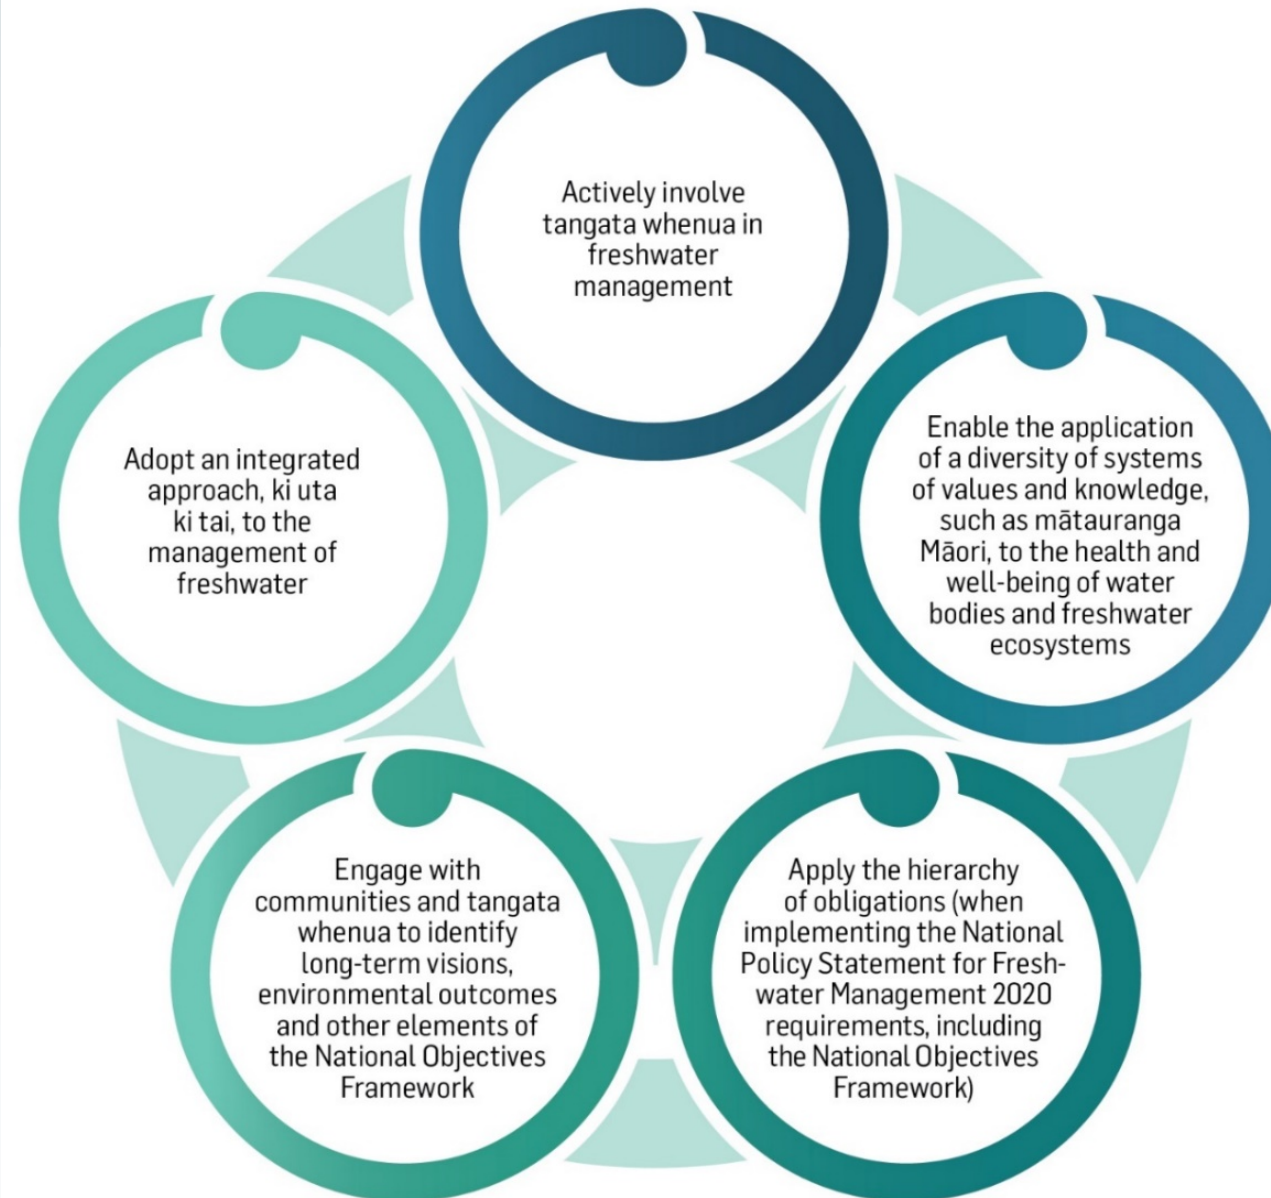 Actively involve
tangata whenua in
freshwater
management
Enable the application
of a diversity of systems
of values and knowledge,
such as mātauranga
Māori, to the health and
well-being of water
bodies and freshwater
ecosystems
Apply the hierarchy
of obligations (when
implementing the National
Policy Statement for Fresh-
water Management 2020
requirements, including
the National Objectives
Framework)
Engage with
communities and tangata
whenua to identify
long-term visions,
environmental outcomes
and other elements of
the National Objectives
Framework
Adopt an integrated
approach, ki uta
ki tai, to the
management of
freshwater